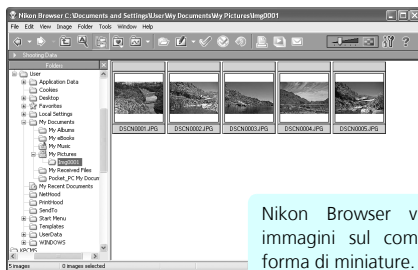 Nikon Browser C:\Documents and Settings\User\My Documents\My Pictures\Img0001
File Edit View Image Folder Tools Window Help
Shooting Data
Folders
User
Application Data
Cookies
Desktop
Favorites
Local Settings
My Documents
My Albums
My eBooks
My Music
My Pictures
Img0001
My Received Files
Pocket_PC My Docum
My Recent Documents
NetHood
PrintHood
SendTo
Start Menu
Templates
UserData
WINDOWS
KPCMS
DSCN0001.JPG DSCN0002.JPG DSCN0003.JPG DSCN0004.JPG DSCN0005.JPG
5 images 0 images selected
Nikon Browser v
immagini sul com
forma di miniature.